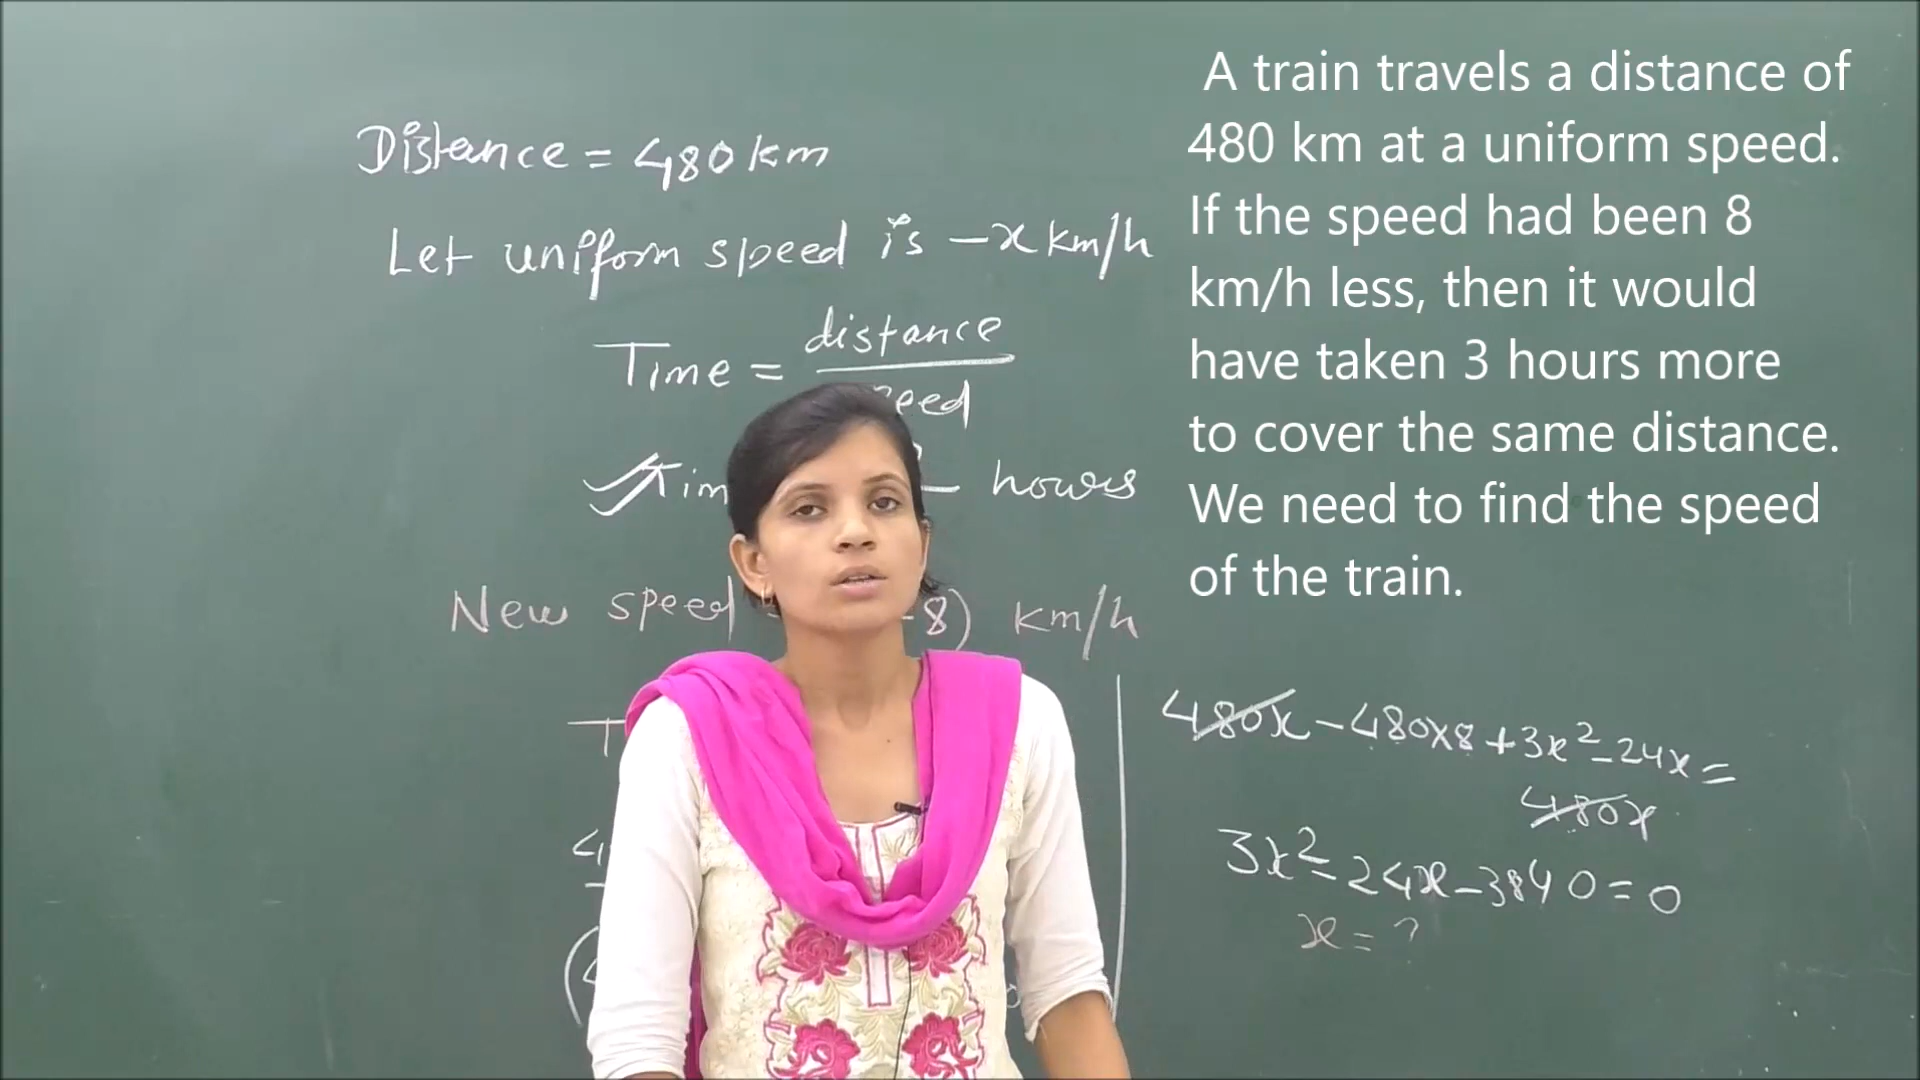 Distance = 480 km
Let uniform speed is - x km/h
Time = distance
hours
New speed -8) km/h
A train travels a distance of
480 km at a uniform speed.
If the speed had been 8
km/h less, then it would
have taken 3 hours more
to cover the same distance.
We need to find the speed
of the train.
480x - 480x8 + 3x² - 24x =
480x
3x² - 24x - 3840 = 0
x = ?